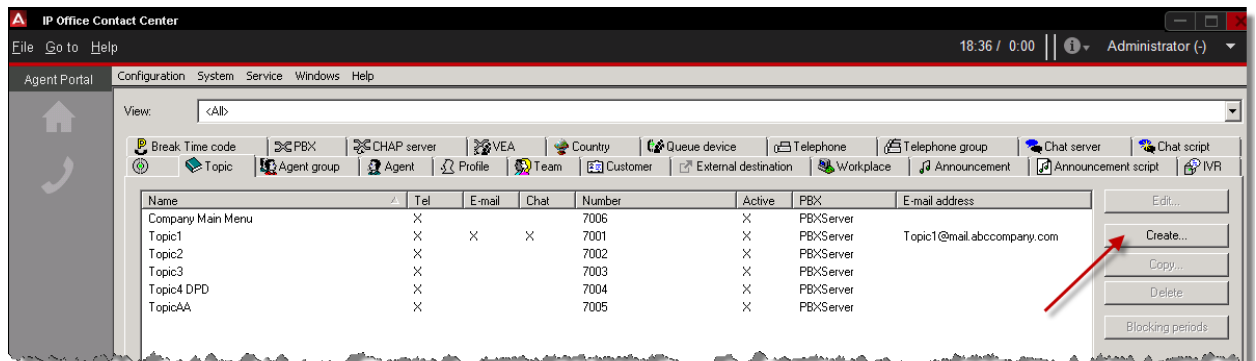 IP Office Contact Center
File Go to Help
18:36 / 0:00
Administrator (-)
Agent Portal
Configuration System Service Windows Help
View: <All>
Break Time code PBX CHAP server VEA Country Queue device Telephone Telephone group Chat server Chat script
Topic Agent group Agent Profile Team Customer External destination Workplace Announcement Announcement script IVR
Name Tel E-mail Chat Number Active PBX E-mail address
Company Main Menu X 7006 X PBXServer
Topic1 X X X 7001 X PBXServer Topic1@mail.abccompany.com
Topic2 X 7002 X PBXServer
Topic3 X 7003 X PBXServer
Topic4 DPD X 7004 X PBXServer
TopicAA X 7005 X PBXServer
Edit...
Create...
Copy...
Delete
Blocking periods